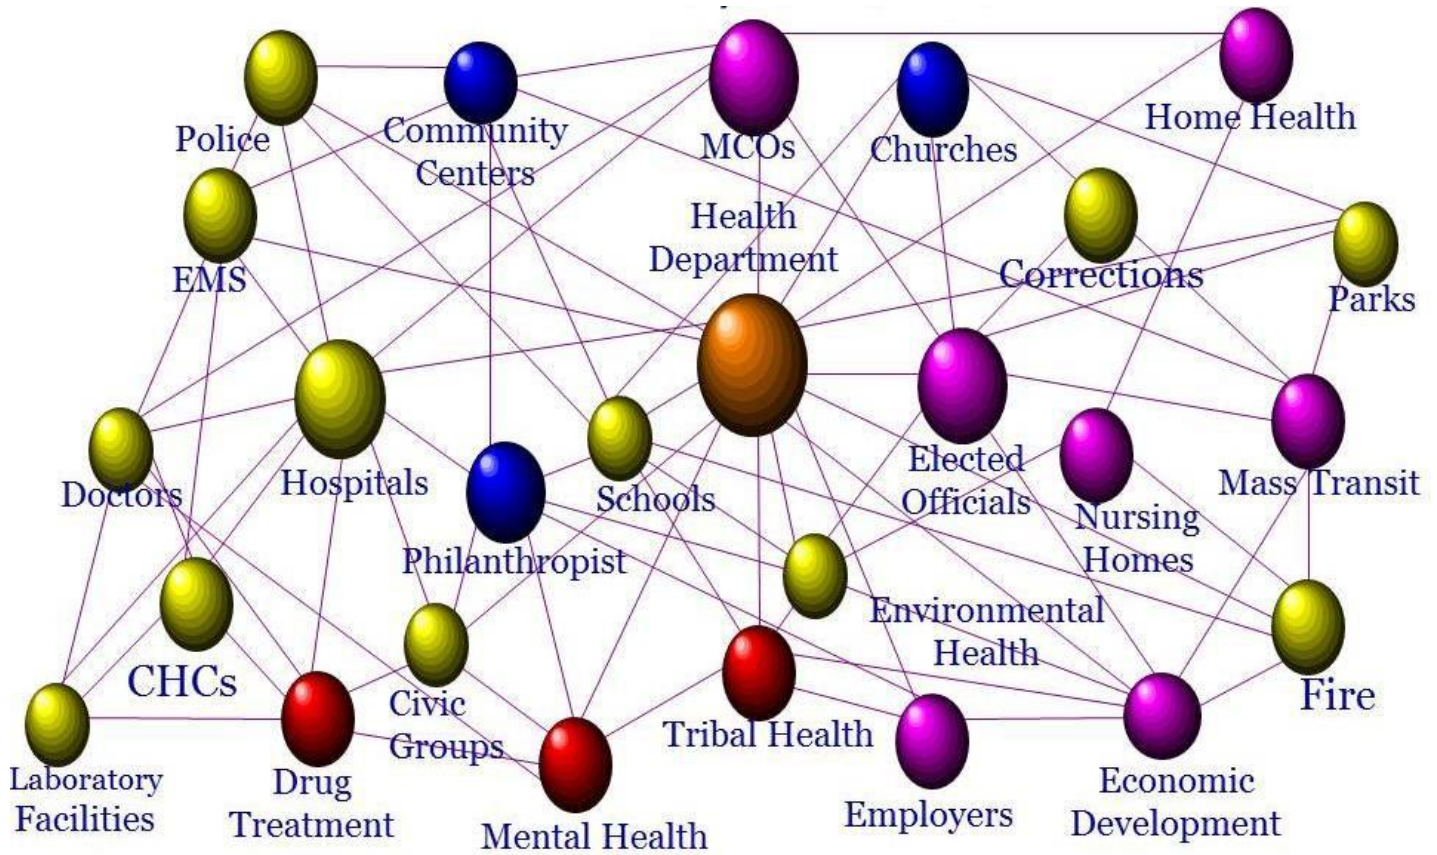 Police
Community
Centers
MCOs
Churches
Home Health
Health
Department
EMS
Corrections
Parks
Doctors
Hospitals
Schools
Elected
Officials
Mass Transit
Nursing
Homes
Philanthropist
Environmental
Health
CHCs
Civic
Groups
Tribal Health
Fire
Laboratory
Facilities
Drug
Treatment
Mental Health
Employers
Economic
Development